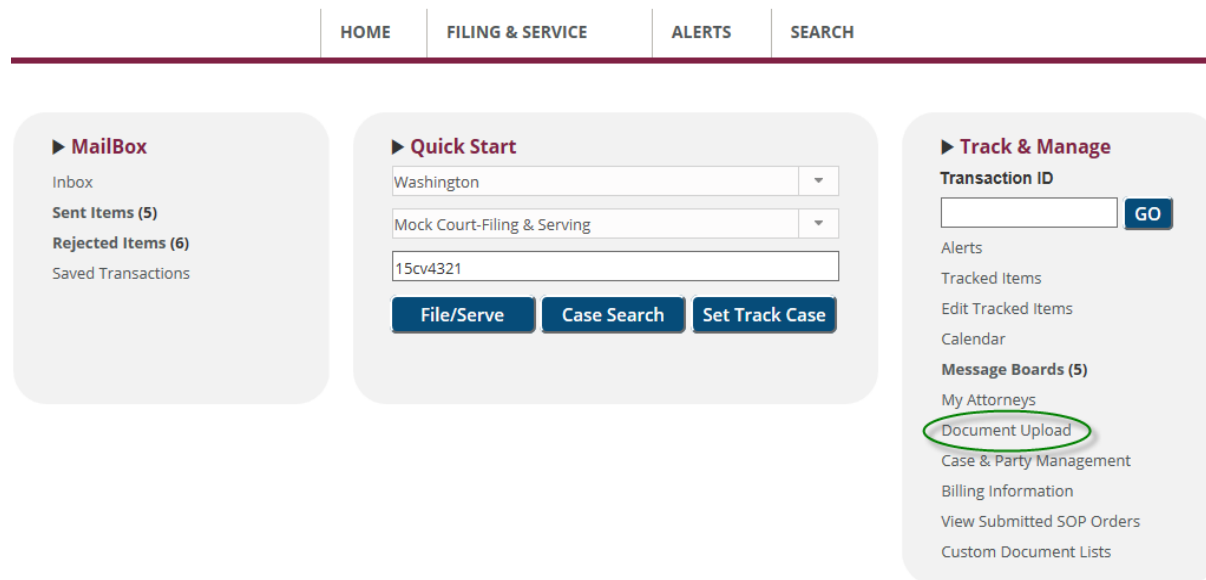 HOME FILING & SERVICE ALERTS SEARCH
MailBox
Inbox
Sent Items (5)
Rejected Items (6)
Saved Transactions
Quick Start
Washington
Mock Court-Filing & Serving
15cv4321
File/Serve Case Search Set Track Case
Track & Manage
Transaction ID
GO
Alerts
Tracked Items
Edit Tracked Items
Calendar
Message Boards (5)
My Attorneys
Document Upload
Case & Party Management
Billing Information
View Submitted SOP Orders
Custom Document Lists